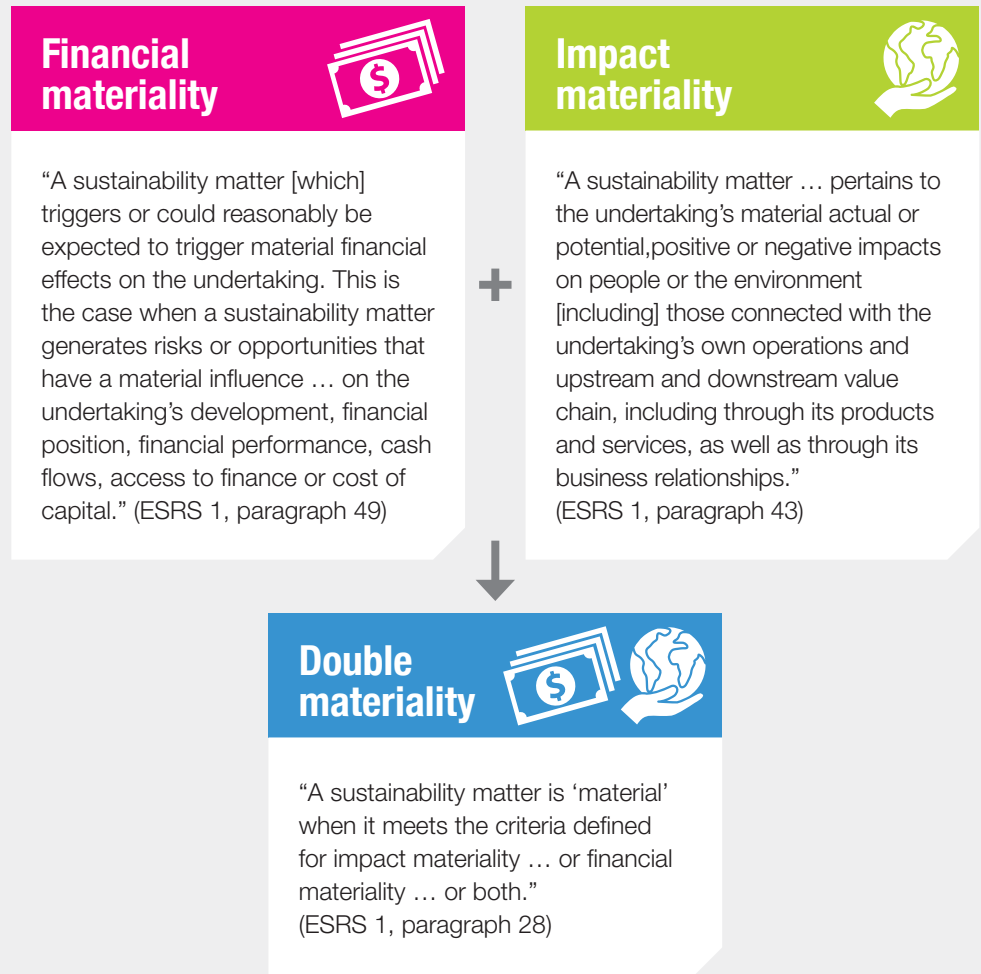 Financial
materiality
$
“A sustainability matter [which]
triggers or could reasonably be
expected to trigger material financial
effects on the undertaking. This is
the case when a sustainability matter
generates risks or opportunities that
have a material influence … on the
undertaking’s development, financial
position, financial performance, cash
flows, access to finance or cost of
capital.” (ESRS 1, paragraph 49)
+
Impact
materiality
“A sustainability matter … pertains to
the undertaking’s material actual or
potential,positive or negative impacts
on people or the environment
[including] those connected with the
undertaking’s own operations and
upstream and downstream value
chain, including through its products
and services, as well as through its
business relationships.”
(ESRS 1, paragraph 43)
Double
materiality
$
“A sustainability matter is ‘material’
when it meets the criteria defined
for impact materiality … or financial
materiality … or both.”
(ESRS 1, paragraph 28)